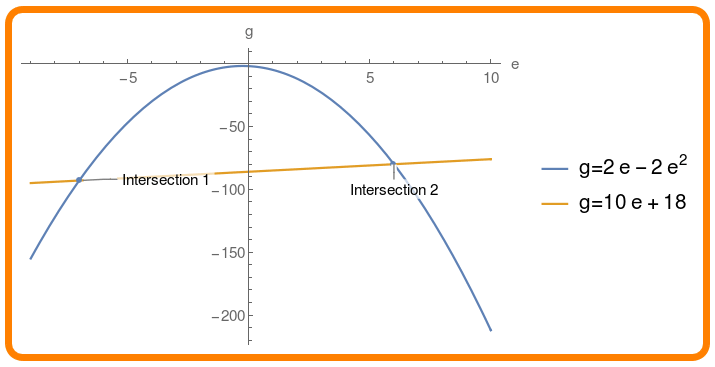 g
e
−5
5
10
−50
−100
−150
−200
Intersection 1
Intersection 2
g=2 e − 2 e²
g=10 e + 18